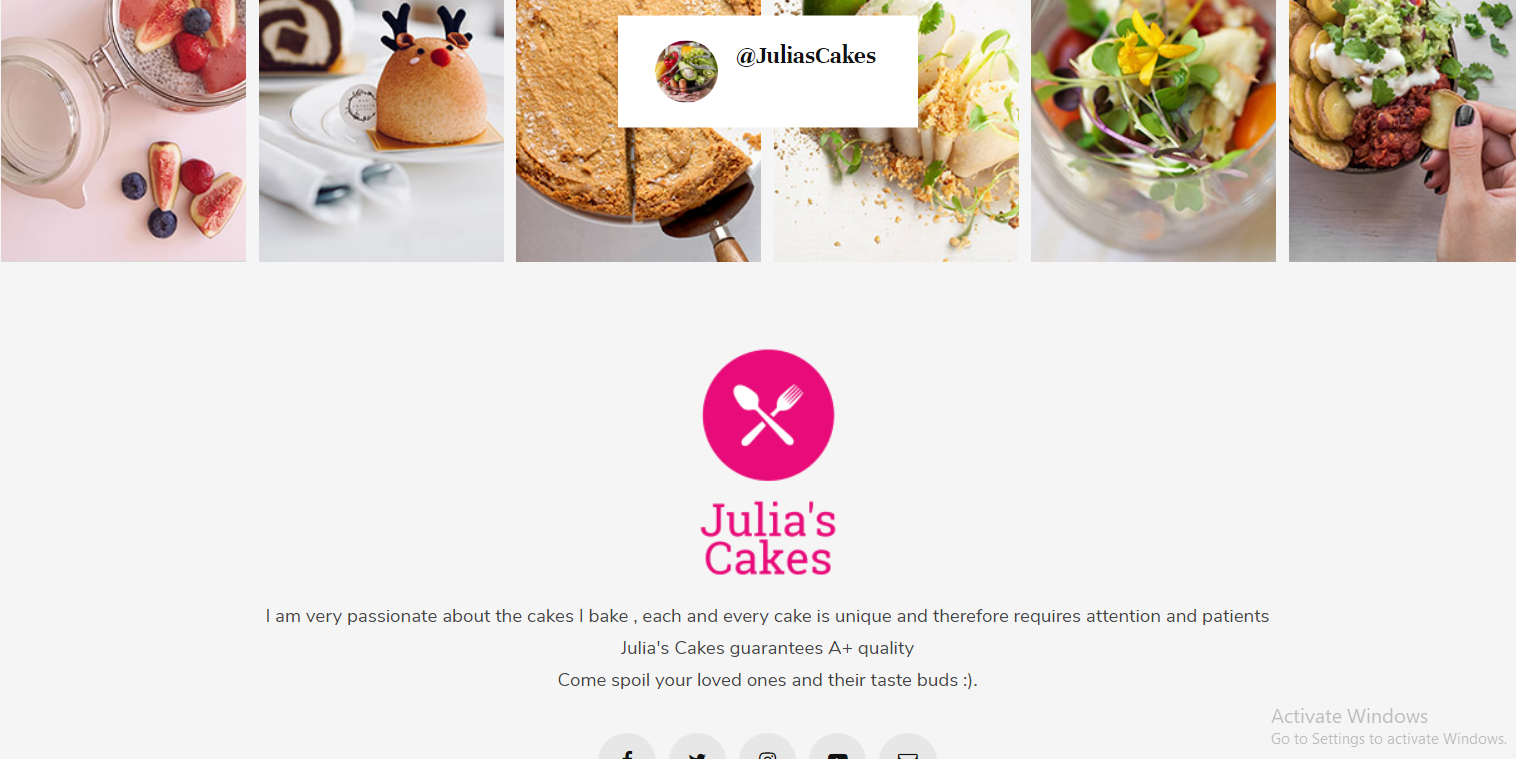 @JuliasCakes
Julia's
Cakes
I am very passionate about the cakes I bake , each and every cake is unique and therefore requires attention and patients
Julia's Cakes guarantees A+ quality
Come spoil your loved ones and their taste buds :).
Activate Windows
Go to Settings to activate Windows.